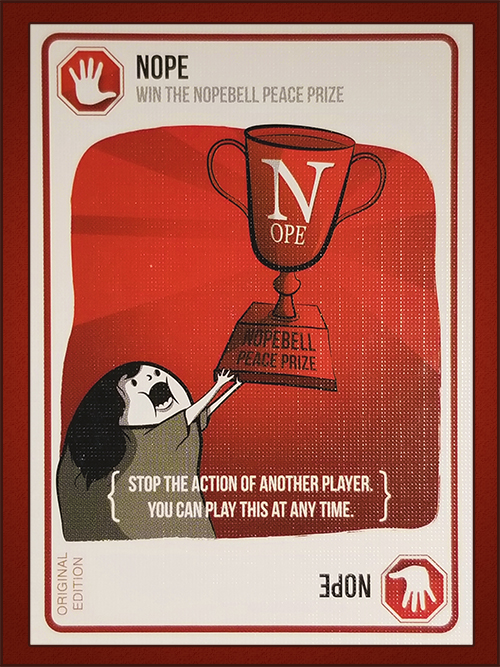 NOPE
WIN THE NOPEBELL PEACE PRIZE
N
OPE
NOPEBELL
PEACE PRIZE
{ STOP THE ACTION OF ANOTHER PLAYER. }
YOU CAN PLAY THIS AT ANY TIME.
ORIGINAL
EDITION
NOPE